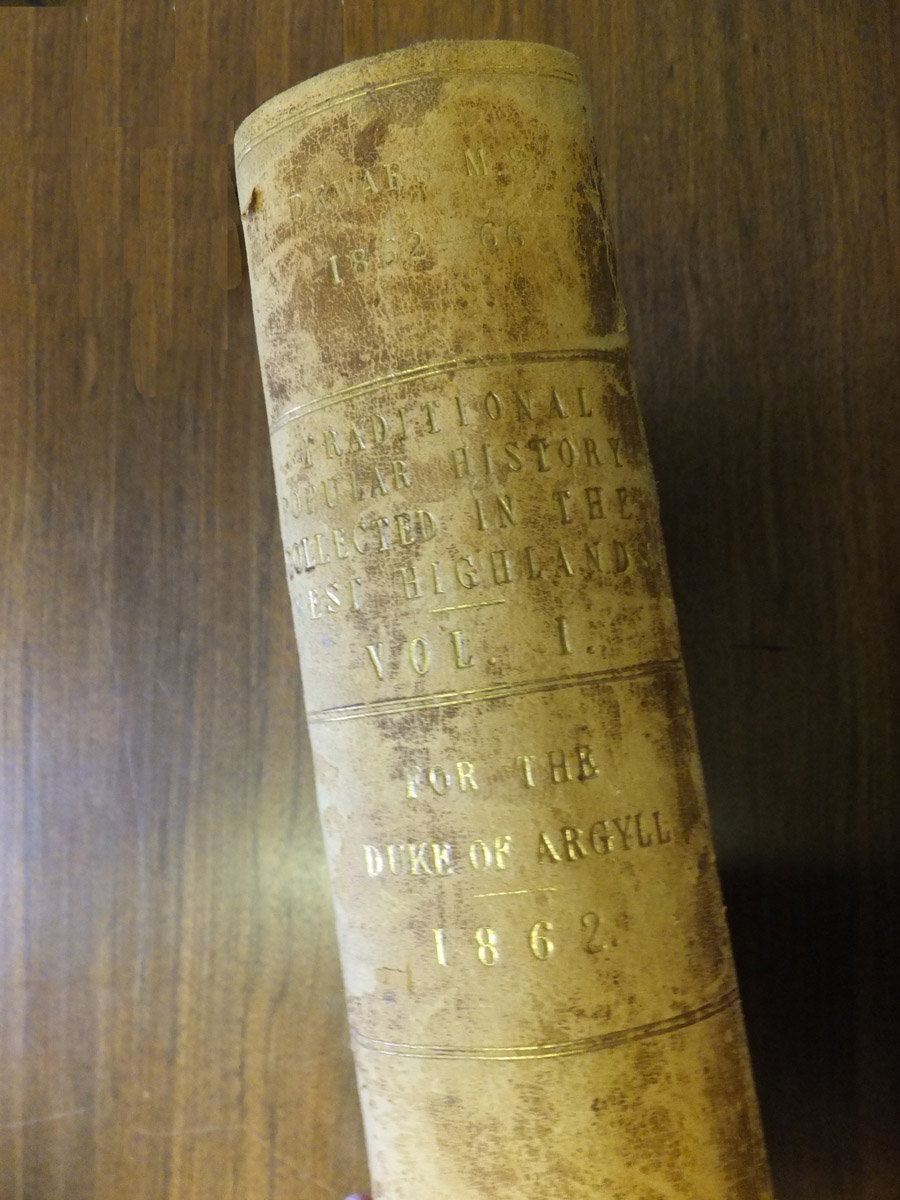 DEWAR M.S.
1862 66
TRADITIONAL
POPULAR HISTORY
COLLECTED IN THE
WEST HIGHLANDS
VOL. I.
FOR THE
DUKE OF ARGYLL
1862.